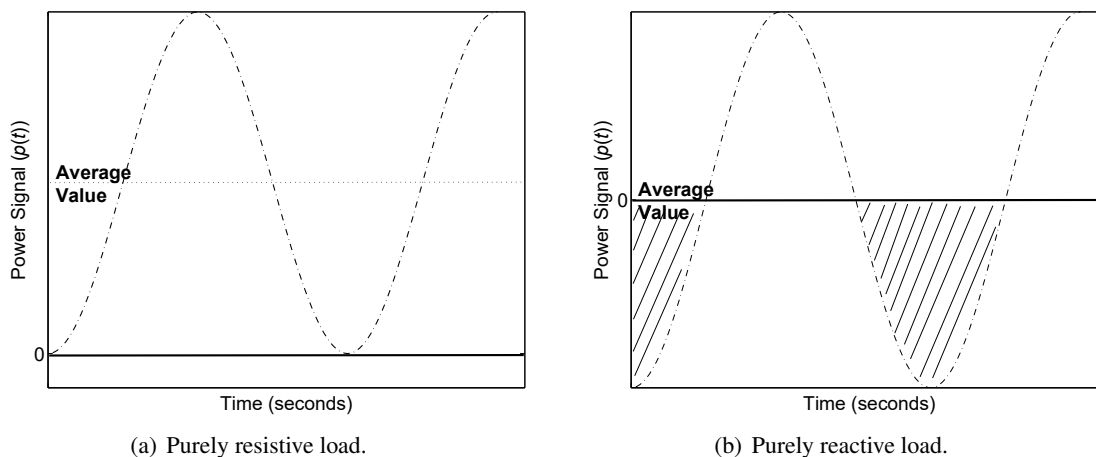 Power Signal (p(t))
Average
Value
0
Time (seconds)
(a) Purely resistive load.
Power Signal (p(t))
0
Average
Value
Time (seconds)
(b) Purely reactive load.